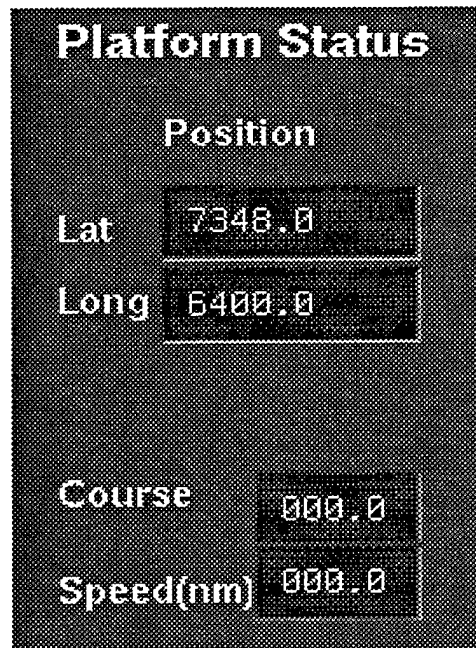 Platform Status
Position
Lat 7348.0
Long 6400.0
Course 000.0
Speed(nm) 000.0